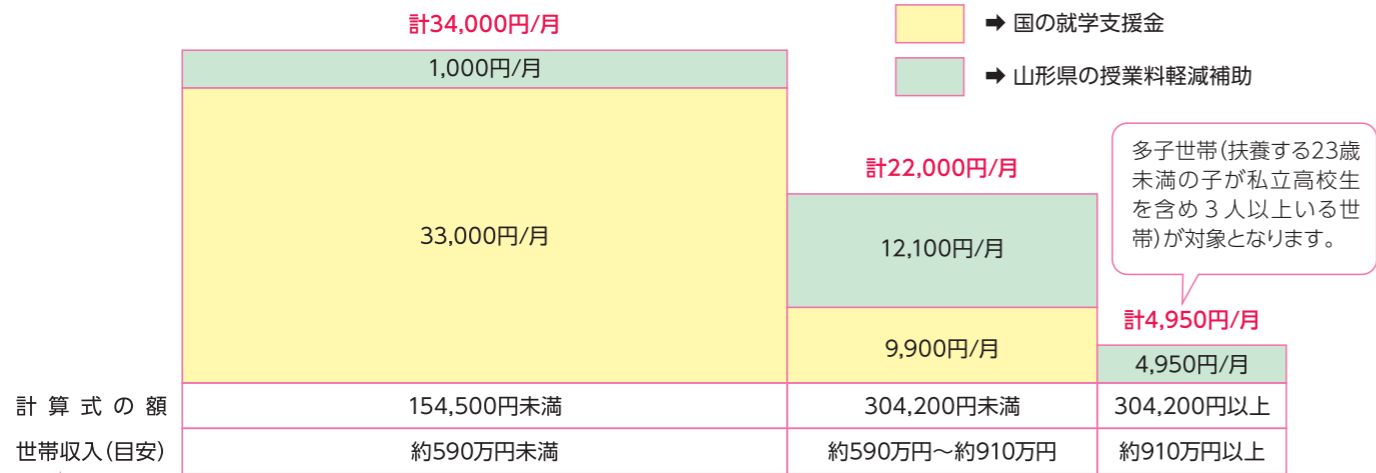 計34,000円/月
➡ 国の就学支援金
1,000円/月
➡ 山形県の授業料軽減補助
多子世帯(扶養する23歳
未満の子が私立高校生
を含め3人以上いる世
帯)が対象となります。
計22,000円/月
33,000円/月
12,100円/月
計4,950円/月
9,900円/月
4,950円/月
計算式の額 154,500円未満 304,200円未満 304,200円以上
世帯収入(目安) 約590万円未満 約590万円～約910万円 約910万円以上